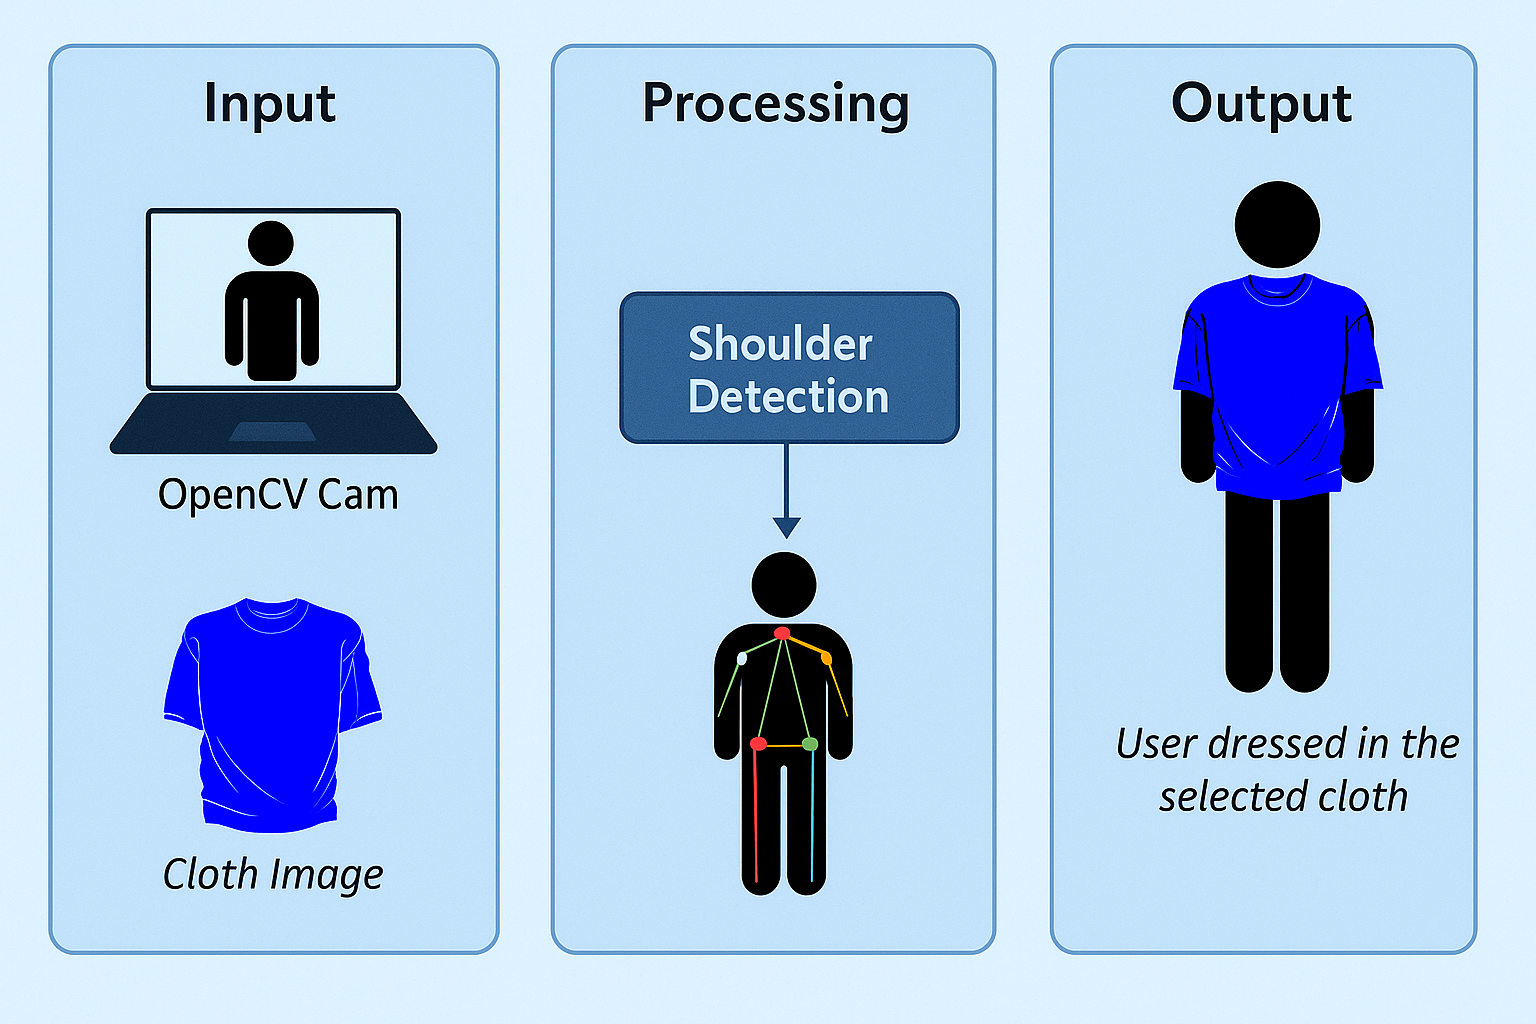 Input
OpenCV Cam
Cloth Image
Processing
Shoulder
Detection
Output
User dressed in the
selected cloth